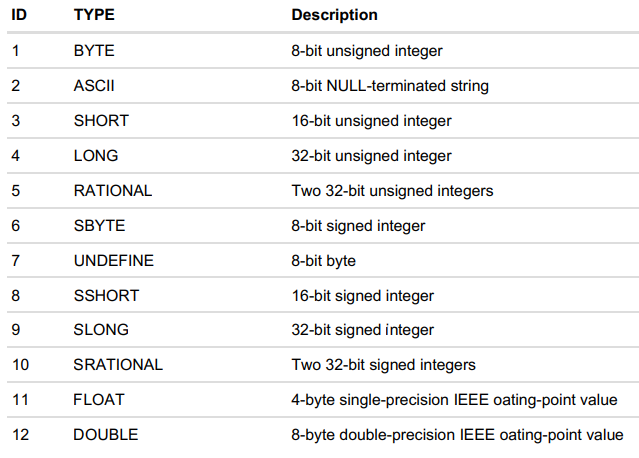 ID TYPE Description
1 BYTE 8-bit unsigned integer
2 ASCII 8-bit NULL-terminated string
3 SHORT 16-bit unsigned integer
4 LONG 32-bit unsigned integer
5 RATIONAL Two 32-bit unsigned integers
6 SBYTE 8-bit signed integer
7 UNDEFINE 8-bit byte
8 SSHORT 16-bit signed integer
9 SLONG 32-bit signed integer
10 SRATIONAL Two 32-bit signed integers
11 FLOAT 4-byte single-precision IEEE oating-point value
12 DOUBLE 8-byte double-precision IEEE oating-point value